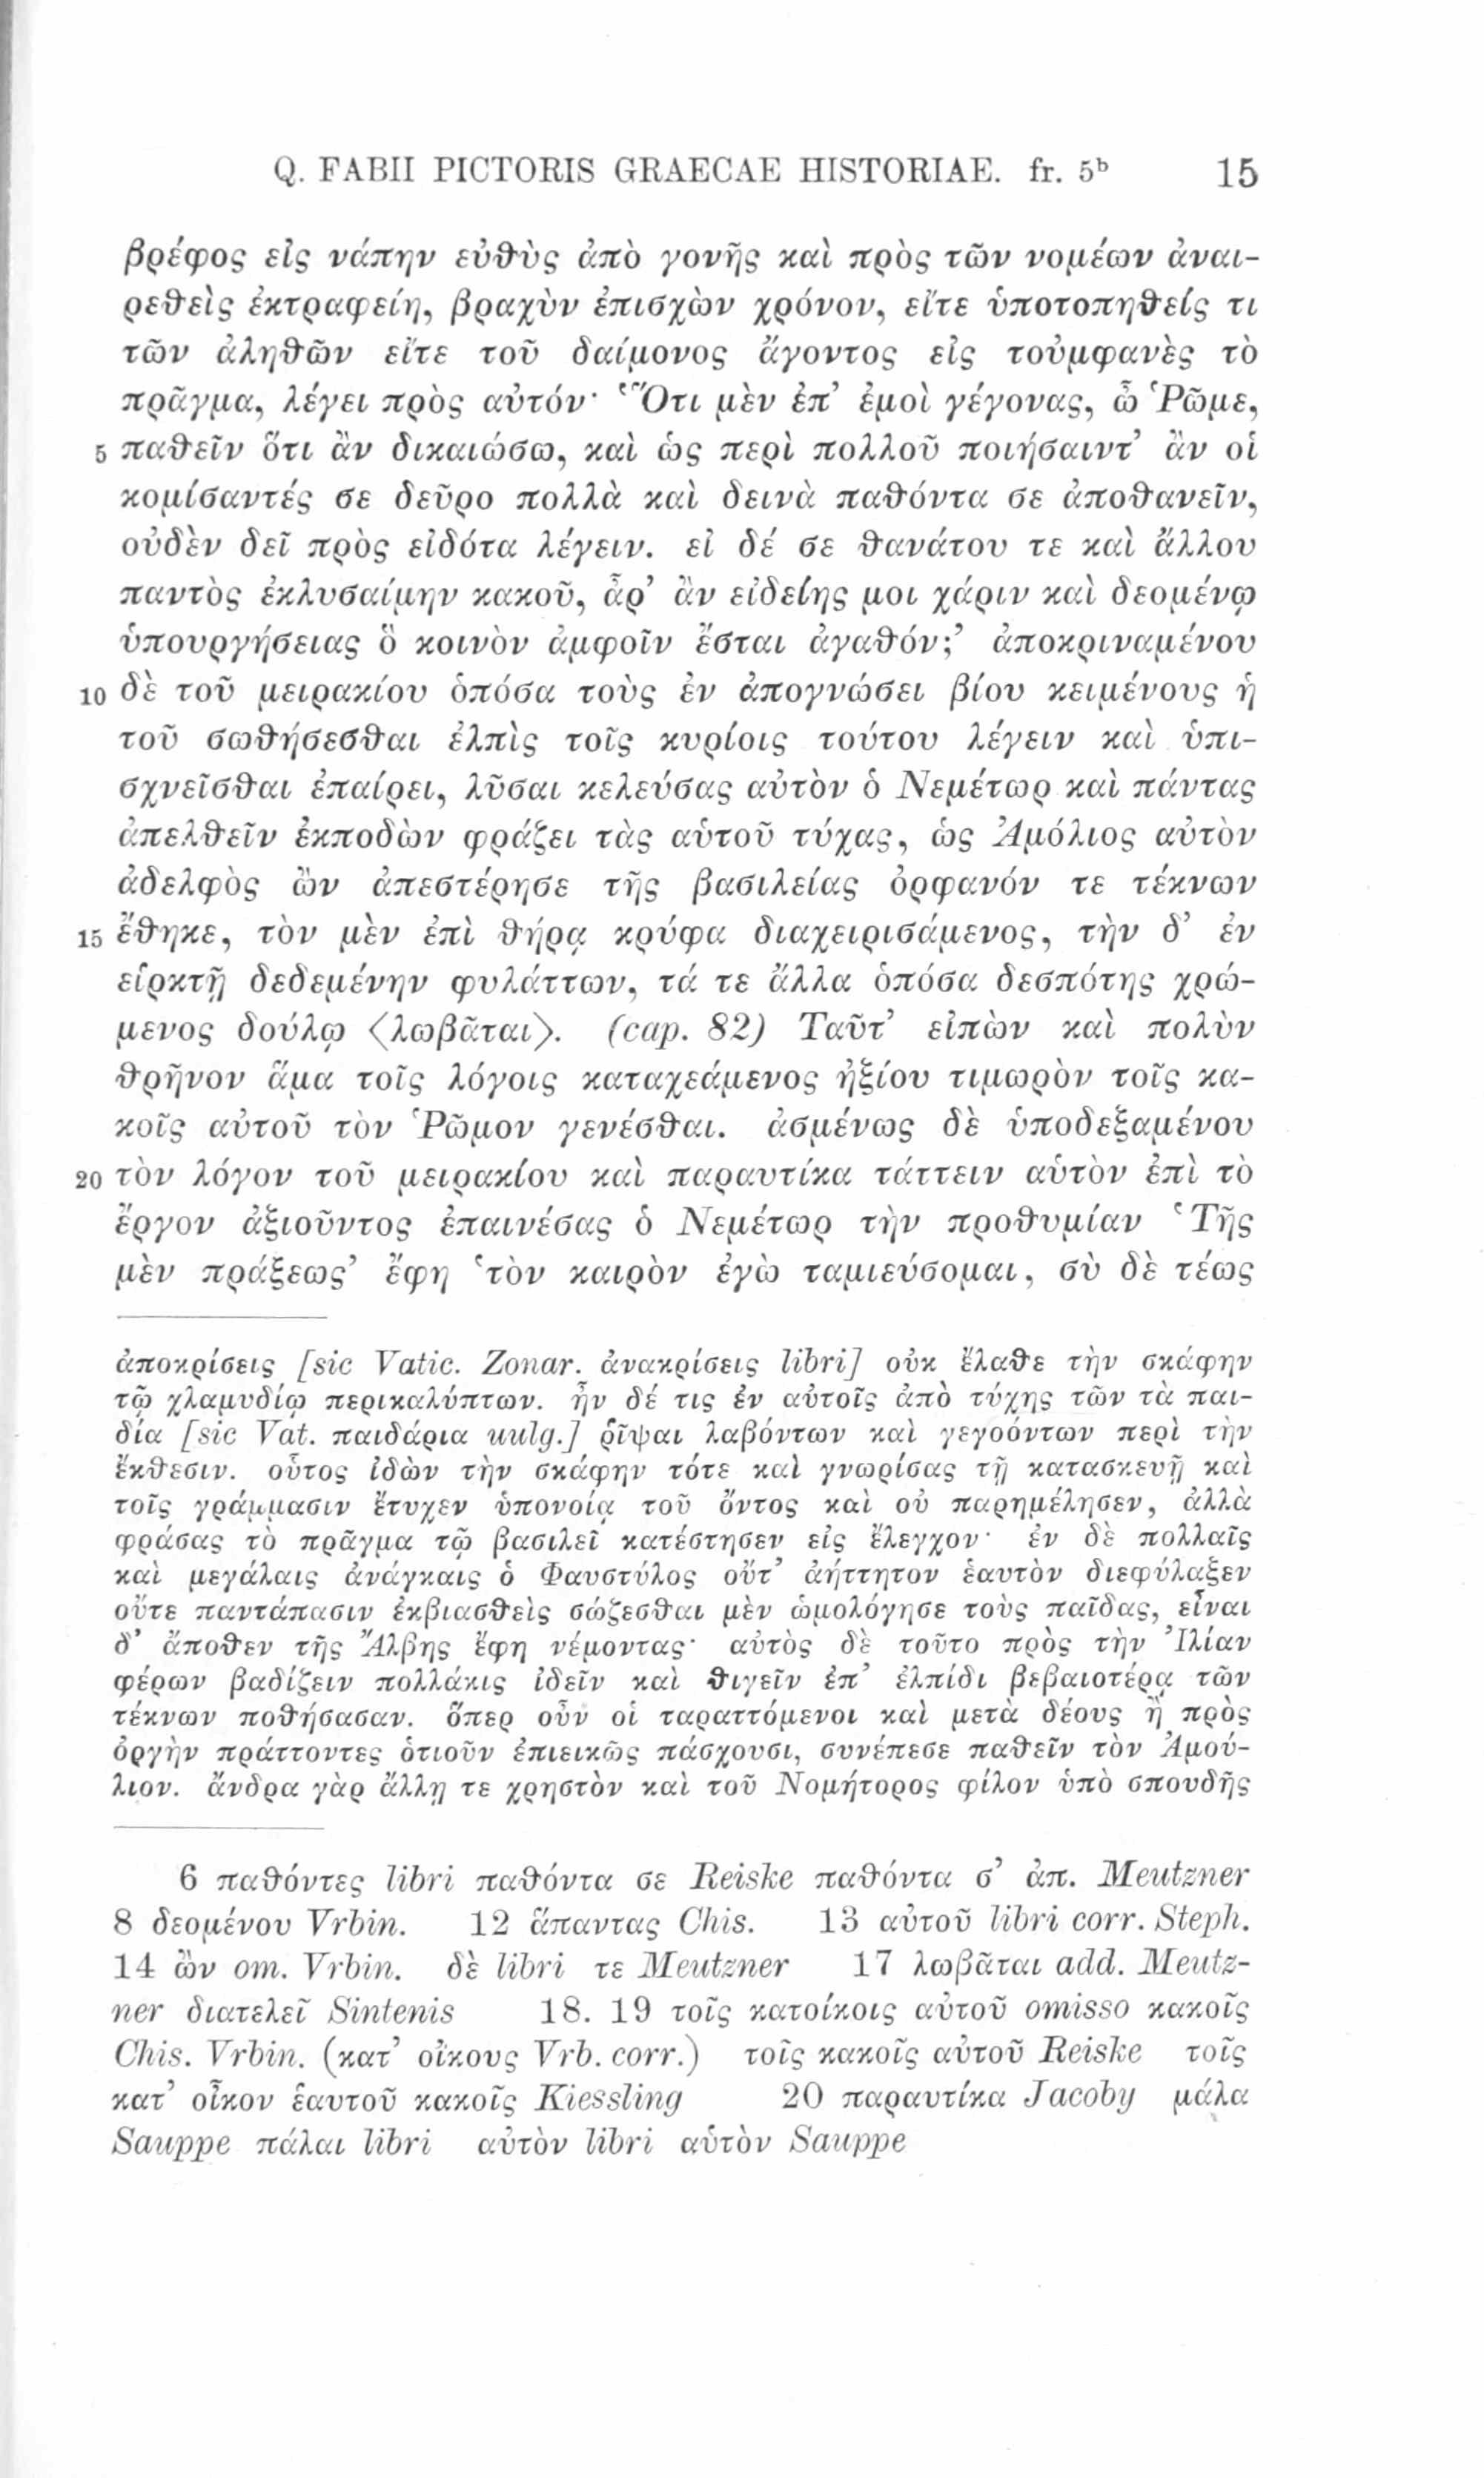 Q. FABII PICTORIS GRAECAE HISTORIAE. fr. 5ᵇ 15
βρέφος εἰς νάπην εὐθὺς ἀπὸ γονῆς καὶ πρὸς τῶν νομέων ἀναι-
ρεθεὶς ἐκτραφείη, βραχὺν ἐπισχὼν χρόνον, εἴτε ὑποτοπηθείς τι
τῶν ἀληθῶν εἴτε τοῦ δαίμονος ἄγοντος εἰς τοὐμφανὲς τὸ
πρᾶγμα, λέγει πρὸς αὐτόν· ‘Ὅτι μὲν ἐπ’ ἐμοὶ γέγονας, ὦ Ῥῶμε,
5 παθεῖν ὅτι ἂν δικαιώσω, καὶ ὡς περὶ πολλοῦ ποιήσαιντ’ ἂν οἱ
κομίσαντές σε δεῦρο πολλὰ καὶ δεινὰ παθόντα σε ἀποθανεῖν,
οὐδὲν δεῖ πρὸς εἰδότα λέγειν. εἰ δέ σε θανάτου τε καὶ ἄλλου
παντὸς ἐκλυσαίμην κακοῦ, ἆρ’ ἂν εἰδείης μοι χάριν καὶ δεομένῳ
ὑπουργήσειας ὃ κοινὸν ἀμφοῖν ἔσται ἀγαθόν;’ ἀποκριναμένου
10 δὲ τοῦ μειρακίου ὁπόσα τοὺς ἐν ἀπογνώσει βίου κειμένους ἡ
τοῦ σωθήσεσθαι ἐλπὶς τοῖς κυρίοις τούτου λέγειν καὶ ὑπι-
σχνεῖσθαι ἐπαίρει, λῦσαι κελεύσας αὐτὸν ὁ Νεμέτωρ καὶ πάντας
ἀπελθεῖν ἐκποδὼν φράζει τὰς αὑτοῦ τύχας, ὡς Ἀμόλιος αὐτὸν
ἀδελφὸς ὢν ἀπεστέρησε τῆς βασιλείας ὀρφανόν τε τέκνων
15 ἔθηκε, τὸν μὲν ἐπὶ θήρᾳ κρύφα διαχειρισάμενος, τὴν δ’ ἐν
εἱρκτῇ δεδεμένην φυλάττων, τά τε ἄλλα ὁπόσα δεσπότης χρώ-
μενος δούλῳ ⟨λωβᾶται⟩. (cap. 82) Ταῦτ’ εἰπὼν καὶ πολὺν
θρῆνον ἅμα τοῖς λόγοις καταχεάμενος ἠξίου τιμωρὸν τοῖς κα-
κοῖς αὐτοῦ τὸν Ῥῶμον γενέσθαι. ἀσμένως δὲ ὑποδεξαμένου
20 τὸν λόγον τοῦ μειρακίου καὶ παραυτίκα τάττειν αὑτὸν ἐπὶ τὸ
ἔργον ἀξιοῦντος ἐπαινέσας ὁ Νεμέτωρ τὴν προθυμίαν ‘Τῆς
μὲν πράξεως’ ἔφη ‘τὸν καιρὸν ἐγὼ ταμιεύσομαι, σὺ δὲ τέως
ἀποκρίσεις [sic Vatic. Zonar. ἀνακρίσεις libri] οὐκ ἔλαθε τὴν σκάφην
τῷ χλαμυδίῳ περικαλύπτων. ἦν δέ τις ἐν αὐτοῖς ἀπὸ τύχης τῶν τὰ παι-
δία [sic Vat. παιδάρια uulg.] ῥῖψαι λαβόντων καὶ γεγοόντων περὶ τὴν
ἔκθεσιν. οὗτος ἰδὼν τὴν σκάφην τότε καὶ γνωρίσας τῇ κατασκευῇ καὶ
τοῖς γράμμασιν ἔτυχεν ὑπονοίᾳ τοῦ ὄντος καὶ οὐ παρημέλησεν, ἀλλὰ
φράσας τὸ πρᾶγμα τῷ βασιλεῖ κατέστησεν εἰς ἔλεγχον· ἐν δὲ πολλαῖς
καὶ μεγάλαις ἀνάγκαις ὁ Φαυστύλος οὔτ’ ἀήττητον ἑαυτὸν διεφύλαξεν
οὔτε παντάπασιν ἐκβιασθεὶς σώζεσθαι μὲν ὡμολόγησε τοὺς παῖδας, εἶναι
δ’ ἄποθεν τῆς Ἄλβης ἔφη νέμοντας· αὐτὸς δὲ τοῦτο πρὸς τὴν Ἰλίαν
φέρων βαδίζειν πολλάκις ἰδεῖν καὶ θιγεῖν ἐπ’ ἐλπίδι βεβαιοτέρᾳ τῶν
τέκνων ποθήσασαν. ὅπερ οὖν οἱ ταραττόμενοι καὶ μετὰ δέους ἢ πρὸς
ὀργὴν πράττοντες ὁτιοῦν ἐπιεικῶς πάσχουσι, συνέπεσε παθεῖν τὸν Ἀμού-
λιον. ἄνδρα γὰρ ἄλλῃ τε χρηστὸν καὶ τοῦ Νομήτορος φίλον ὑπὸ σπουδῆς
6 παθόντες libri παθόντα σε Reiske παθόντα σ’ ἀπ. Meutzner
8 δεομένου Vrbin. 12 ἅπαντας Chis. 13 αὐτοῦ libri corr. Steph.
14 ὢν om. Vrbin. δὲ libri τε Meutzner 17 λωβᾶται add. Meutz-
ner διατελεῖ Sintenis 18. 19 τοῖς κατοίκοις αὐτοῦ omisso κακοῖς
Chis. Vrbin. (κατ’ οἴκους Vrb. corr.) τοῖς κακοῖς αὐτοῦ Reiske τοῖς
κατ’ οἶκον ἑαυτοῦ κακοῖς Kiessling 20 παραυτίκα Jacoby μάλα
Sauppe πάλαι libri αὐτὸν libri αὑτὸν Sauppe